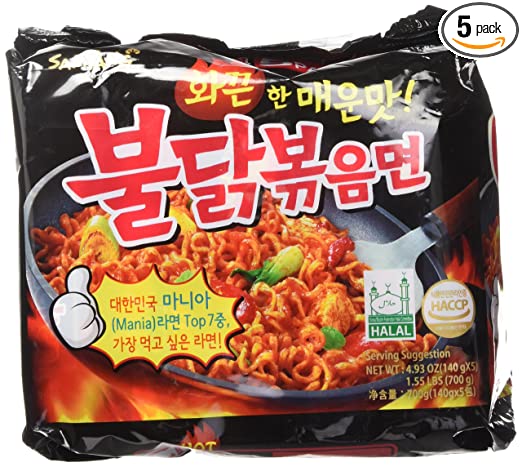 5
pack
SAMYANG
화끈 한 매운맛!
불닭볶음면
대한민국 마니아
(Mania)라면 Top 7중,
가장 먹고 싶은 라면!
HALAL
HACCP
Serving Suggestion
NET WT : 4.93 OZ(140 g X5)
1.55 LBS (700 g)
净含量 : 700g(140gx5包)
HOT